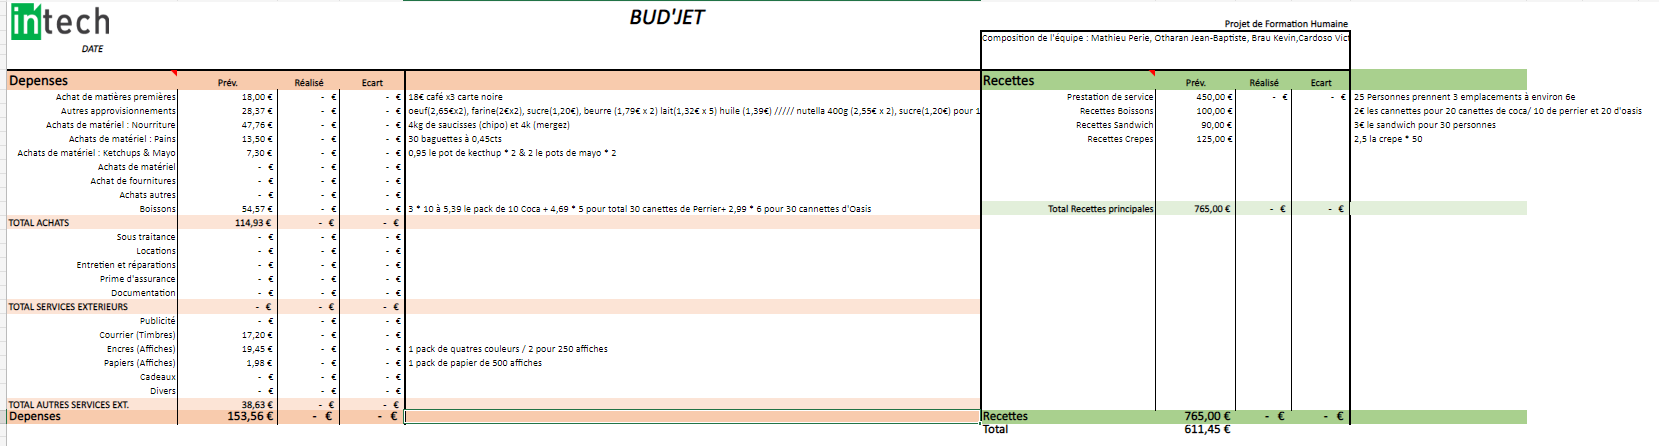 intech
BUD'JET
Projet de Formation Humaine
Composition de l'équipe : Mathieu Perie, Otharan Jean-Baptiste, Brau Kevin,Cardoso Vict
DATE
Depenses Prév. Réalisé Ecart Recettes Prév. Réalisé Ecart
Achat de matières premières 18,00 € - € - € 18€ café x3 carte noire Prestation de service 450,00 € - € - € 25 Personnes prennent 3 emplacements à environ 6e
Autres approvisionnements 28,37 € - € - € oeuf(2,65€x2), farine(2€x2), sucre(1,20€), beurre (1,79€ x 2) lait(1,32€ x 5) huile (1,39€) ///// nutella 400g (2,55€ x 2), sucre(1,20€) pour 1 Recettes Boissons 100,00 € 2€ les cannettes pour 20 canettes de coca/ 10 de perrier et 20 d'oasis
Achats de matériel : Nourriture 47,76 € - € - € 4kg de saucisses (chipo) et 4k (mergez) Recettes Sandwich 90,00 € 3€ le sandwich pour 30 personnes
Achats de matériel : Pains 13,50 € - € - € 30 baguettes à 0,45cts Recettes Crepes 125,00 € 2,5 la crepe * 50
Achats de matériel : Ketchups & Mayo 7,30 € - € - € 0,95 le pot de kecthup * 2 & 2 le pots de mayo * 2
Achats de matériel - € - € - €
Achat de fournitures - € - € - €
Achats autres - € - € - €
Boissons 54,57 € - € - € 3 * 10 à 5,39 le pack de 10 Coca + 4,69 * 5 pour total 30 canettes de Perrier+ 2,99 * 6 pour 30 cannettes d'Oasis Total Recettes principales 765,00 € - € - €
TOTAL ACHATS 114,93 € - € - €
Sous traitance - € - € - €
Locations - € - € - €
Entretien et réparations - € - € - €
Prime d'assurance - € - € - €
Documentation - € - € - €
TOTAL SERVICES EXTERIEURS - € - € - €
Publicité - € - € - €
Courrier (Timbres) 17,20 € - € - €
Encres (Affiches) 19,45 € - € - € 1 pack de quatres couleurs / 2 pour 250 affiches
Papiers (Affiches) 1,98 € - € - € 1 pack de papier de 500 affiches
Cadeaux - € - € - €
Divers - € - € - €
TOTAL AUTRES SERVICES EXT. 38,63 € - € - €
Depenses 153,56 € - € - € Recettes 765,00 € - € - €
Total 611,45 €